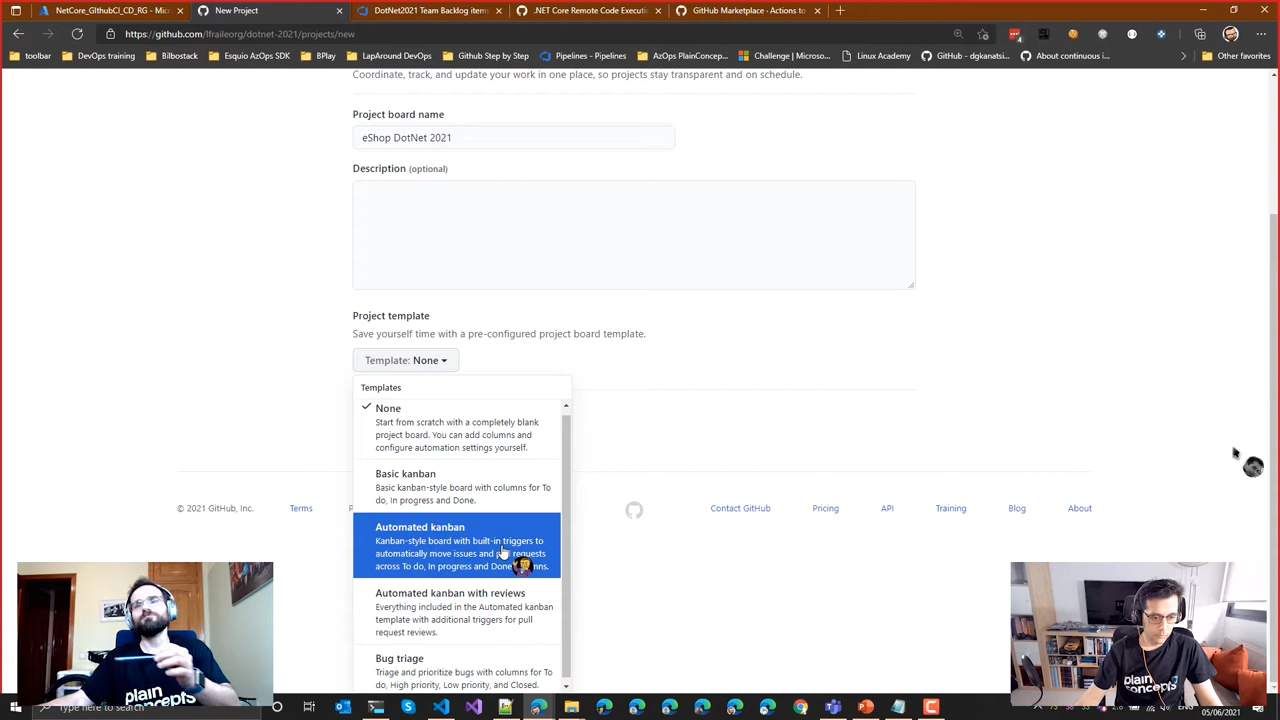 NetCore_GIthubCI_CD_RG - Micr
New Project
DotNet2021 Team Backlog items
.NET Core Remote Code Executi
GitHub Marketplace · Actions to
https://github.com/lfraileorg/dotnet-2021/projects/new
toolbar
DevOps training
Bilbostack
Esquio AzOps SDK
BPlay
LapAround DevOps
Github Step by Step
Pipelines - Pipelines
AzOps PlainConcep...
Challenge | Microso...
Linux Academy
GitHub - dgkanatsi...
About continuous i...
Other favorites
Coordinate, track, and update your work in one place, so projects stay transparent and on schedule.
Project board name
eShop DotNet 2021
Description (optional)
Project template
Save yourself time with a pre-configured project board template.
Template: None
Templates
None
Start from scratch with a completely blank
project board. You can add columns and
configure automation settings yourself.
Basic kanban
Basic kanban-style board with columns for To
do, In progress and Done.
Automated kanban
Kanban-style board with built-in triggers to
automatically move issues and pull requests
across To do, In progress and Done
Automated kanban with reviews
Everything included in the Automated kanban
template with additional triggers for pull
request reviews.
Bug triage
Triage and prioritize bugs with columns for To
do, High priority, Low priority, and Closed.
© 2021 GitHub, Inc.
Terms
Contact GitHub
Pricing
API
Training
Blog
About
plain
concepts
plain
concepts
Type here to search
ENG
05/06/2021